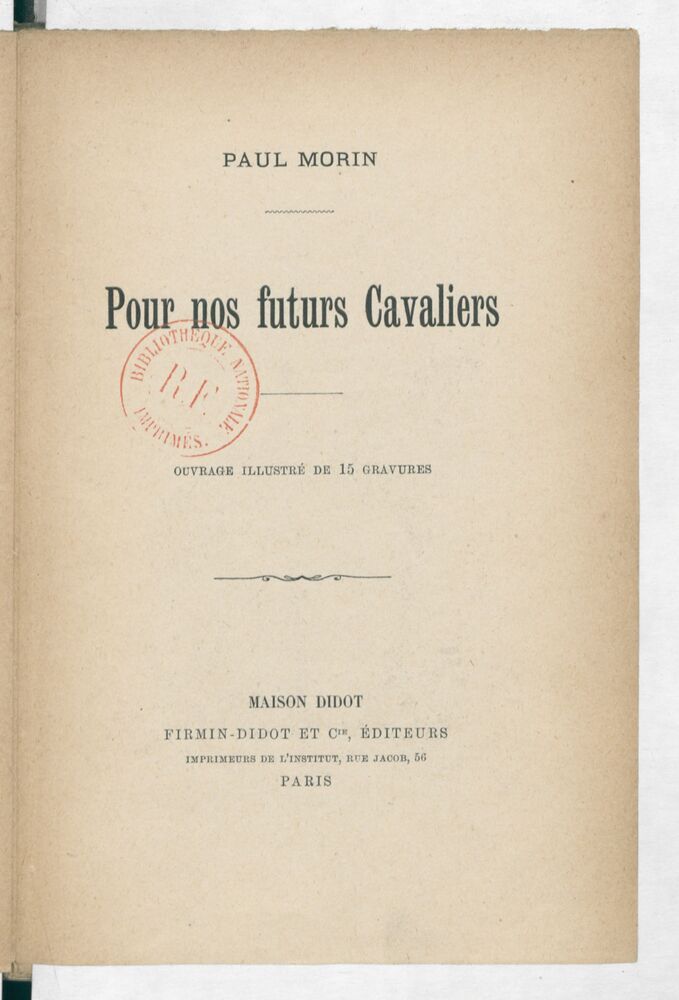 PAUL MORIN
Pour nos futurs Cavaliers
BIBLIOTHÈQUE NATIONALE
R.F.
IMPRIMÉS.
OUVRAGE ILLUSTRÉ DE 15 GRAVURES
MAISON DIDOT
FIRMIN-DIDOT ET Cᴵᴱ, ÉDITEURS
IMPRIMEURS DE L'INSTITUT, RUE JACOB, 56
PARIS